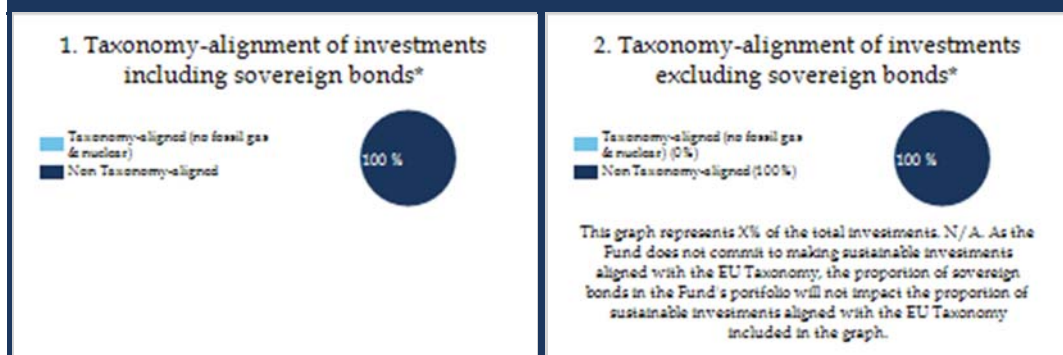 1. Taxonomy-alignment of investments
including sovereign bonds*
Taxonomy-aligned (no fossil gas
& nuclear)
Non Taxonomy-aligned
100 %
2. Taxonomy-alignment of investments
excluding sovereign bonds*
Taxonomy-aligned (no fossil gas
& nuclear) (0%)
Non Taxonomy-aligned (100%)
100 %
This graph represents X% of the total investments. N/A. As the
Fund does not commit to making sustainable investments
aligned with the EU Taxonomy, the proportion of sovereign
bonds in the Fund's portfolio will not impact the proportion of
sustainable investments aligned with the EU Taxonomy
included in the graph.